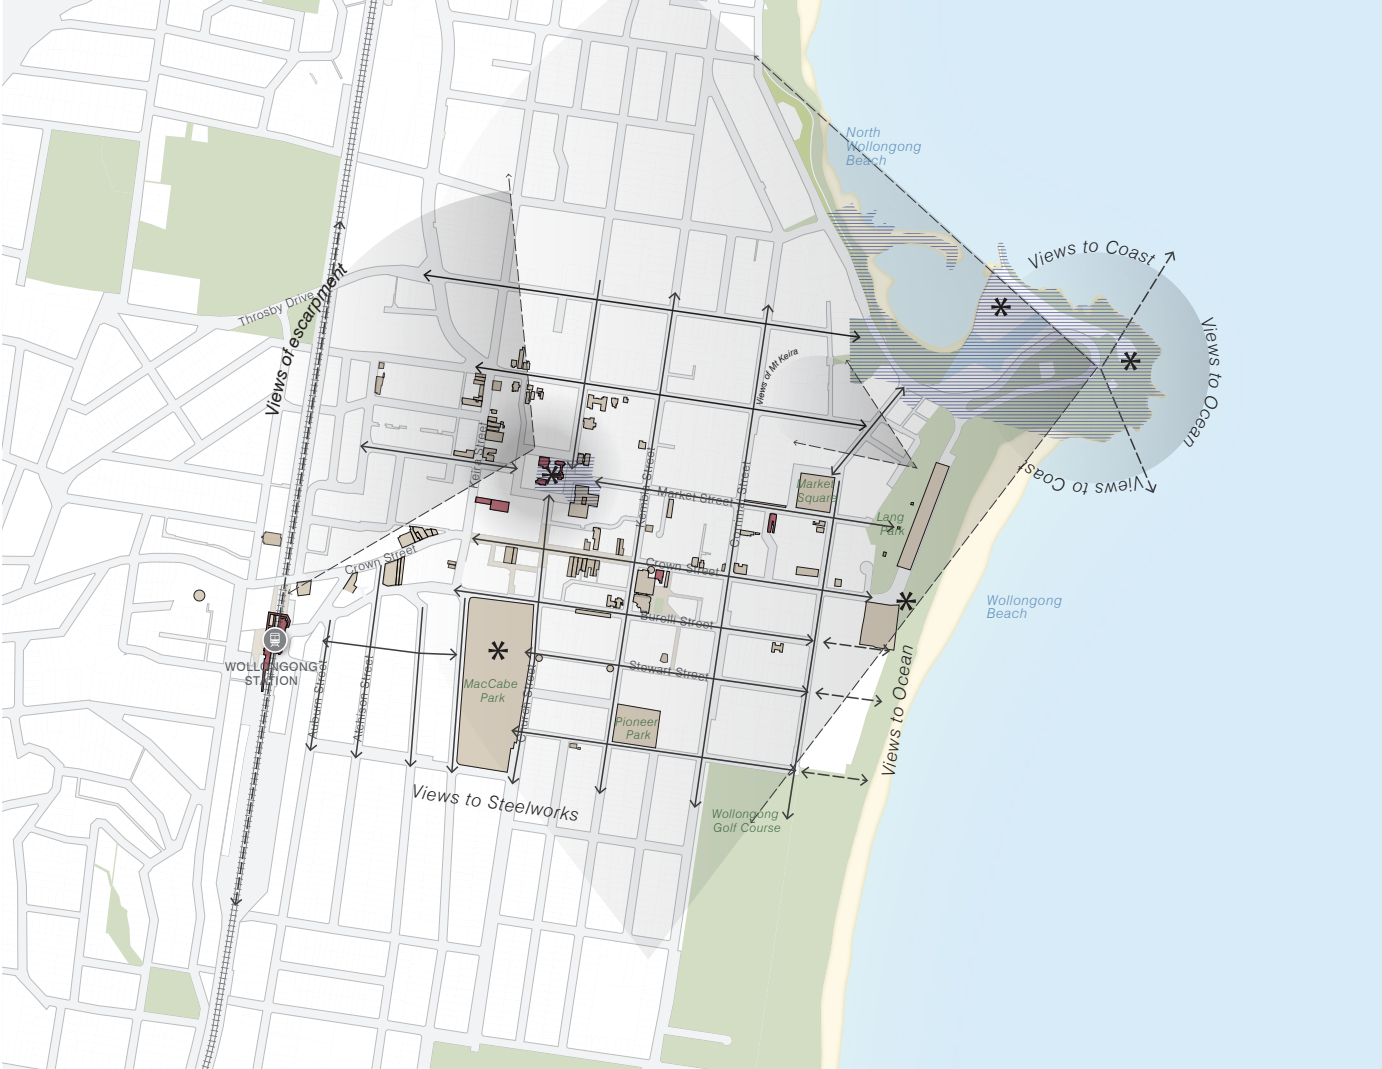 North
Wollongong
Beach
Views to Coast
Views to Ocean
Views to Coast
Throsby Drive
Views of escarpment
Views of Mt Keira
Keira Street
Kembla Street
Market Street
Market
Square
Lang
Park
Crown Street
Crown Street
Wollongong
Beach
Burelli Street
WOLLONGONG
STATION
Auburn Street
Atchison Street
MacCabe
Park
Church Street
Stewart Street
Pioneer
Park
Views to Ocean
Views to Steelworks
Wollongong
Golf Course